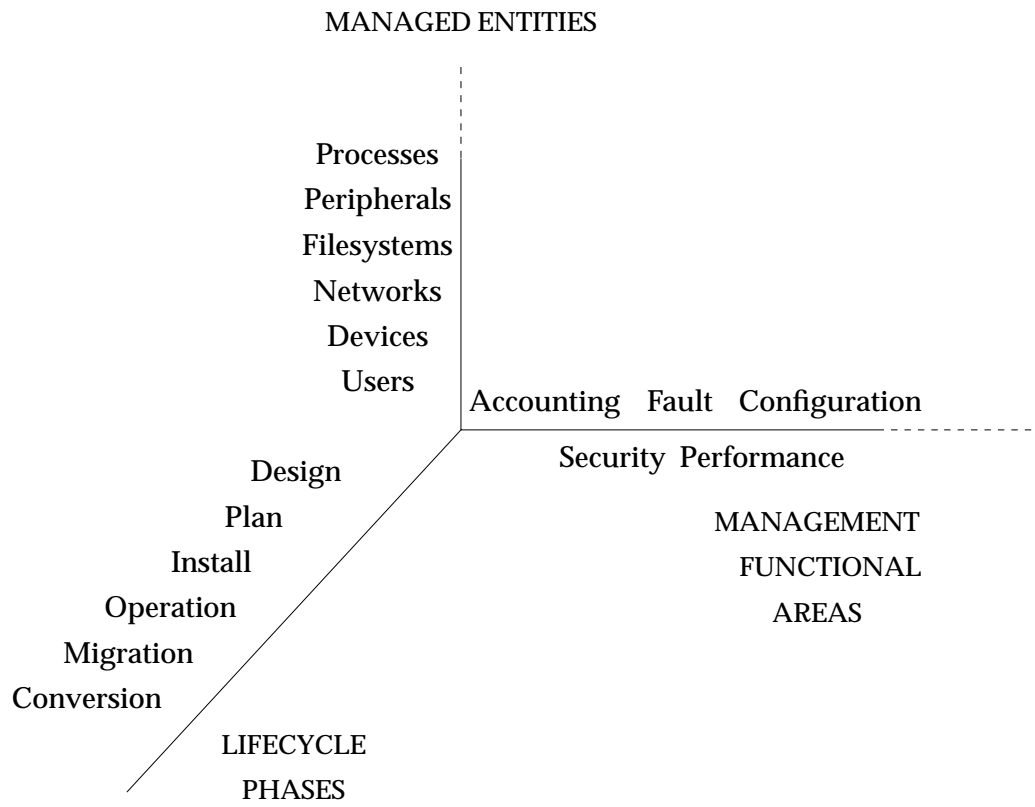 MANAGED ENTITIES
Processes
Peripherals
Filesystems
Networks
Devices
Users
Accounting Fault Configuration
Security Performance
MANAGEMENT
FUNCTIONAL
AREAS
Design
Plan
Install
Operation
Migration
Conversion
LIFECYCLE
PHASES